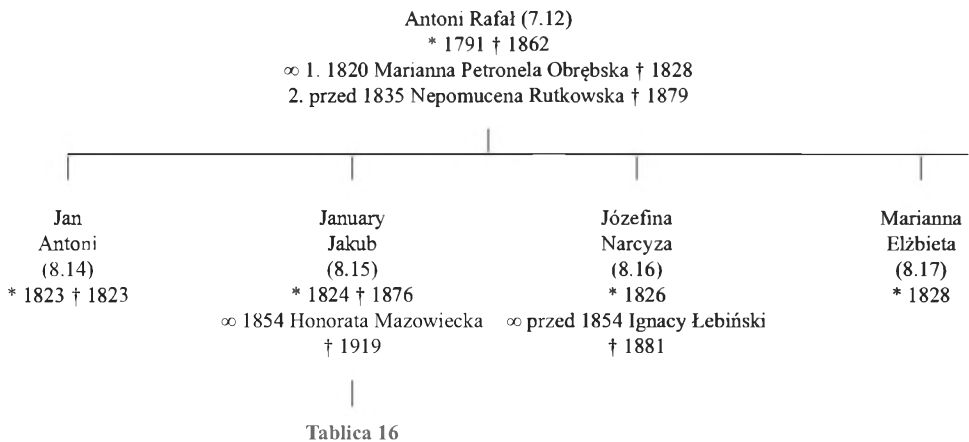 Antoni Rafał (7.12)
* 1791 † 1862
∞ 1. 1820 Marianna Petronela Obrębska † 1828
2. przed 1835 Nepomucena Rutkowska † 1879
Jan
Antoni
(8.14)
* 1823 † 1823
January
Jakub
(8.15)
* 1824 † 1876
∞ 1854 Honorata Mazowiecka
† 1919
Józefina
Narcyza
(8.16)
* 1826
∞ przed 1854 Ignacy Łebiński
† 1881
Marianna
Elżbieta
(8.17)
* 1828
Tablica 16